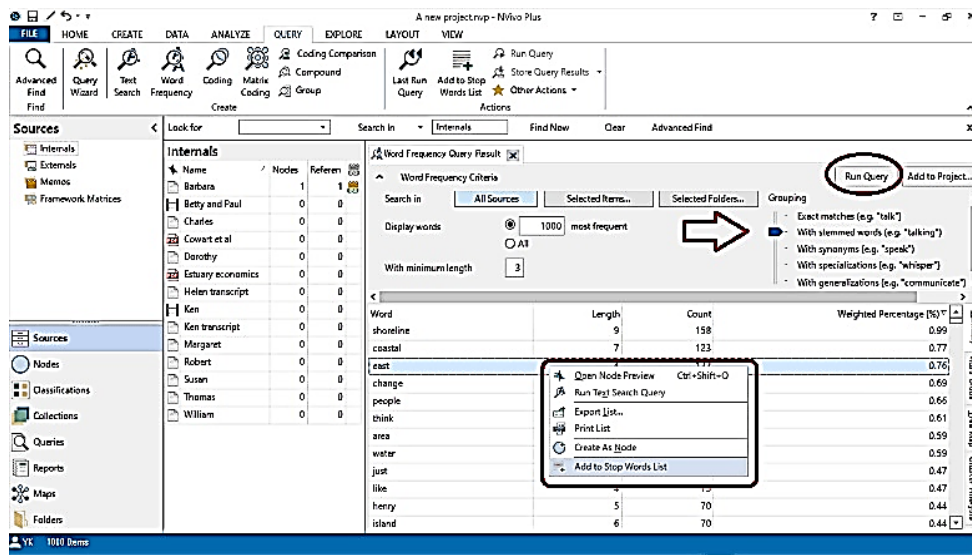 A new project.nvp - NVivo Plus
FILE HOME CREATE DATA ANALYZE QUERY EXPLORE LAYOUT VIEW
Advanced Find
Query Wizard
Text Search
Word Frequency
Coding
Matrix Coding
Coding Comparison
Compound
Group
Last Run Query
Add to Stop Words List
Run Query
Store Query Results
Other Actions
Find Create Actions
Sources
Look for Search In Internals Find Now Clear Advanced Find
Internals
Externals
Memos
Framework Matrices
Sources
Nodes
Classifications
Collections
Queries
Reports
Maps
Folders
Internals
Name Nodes Referen
Barbara 1 1
Betty and Paul 0 0
Charles 0 0
Cowart et al 0 0
Dorothy 0 0
Estuary economics 0 0
Helen transcript 0 0
Ken 0 0
Ken transcript 0 0
Margaret 0 0
Robert 0 0
Susan 0 0
Thomas 0 0
William 0 0
Word Frequency Query Result
Word Frequency Criteria
Run Query Add to Project...
Search in All Sources Selected Items... Selected Folders...
Display words 1000 most frequent
All
With minimum length 3
Grouping
Exact matches (e.g. "talk")
With stemmed words (e.g. "talking")
With synonyms (e.g. "speak")
With specializations (e.g. "whisper")
With generalizations (e.g. "communicate")
Word Length Count Weighted Percentage (%)
shoreline 9 158 0.99
coastal 7 123 0.77
east 0.76
change 0.69
people 0.66
think 0.61
area 0.59
water 0.59
just 0.47
like 0.47
henry 5 70 0.44
island 6 70 0.44
Open Node Preview Ctrl+Shift+O
Run Text Search Query
Export List...
Print List
Create As Node
Add to Stop Words List
YK 1000 Items